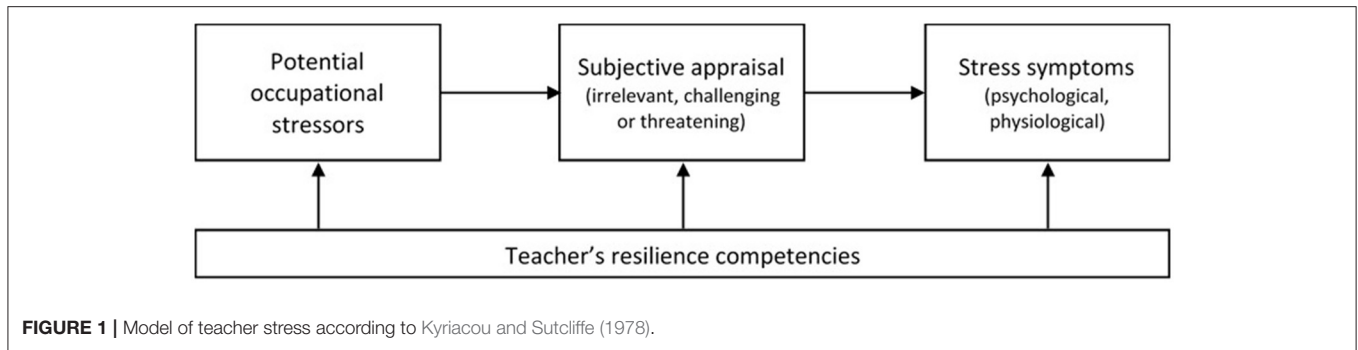 Potential
occupational
stressors
Subjective appraisal
(irrelevant, challenging
or threatening)
Stress symptoms
(psychological,
physiological)
Teacher’s resilience competencies
FIGURE 1 | Model of teacher stress according to Kyriacou and Sutcliffe (1978).